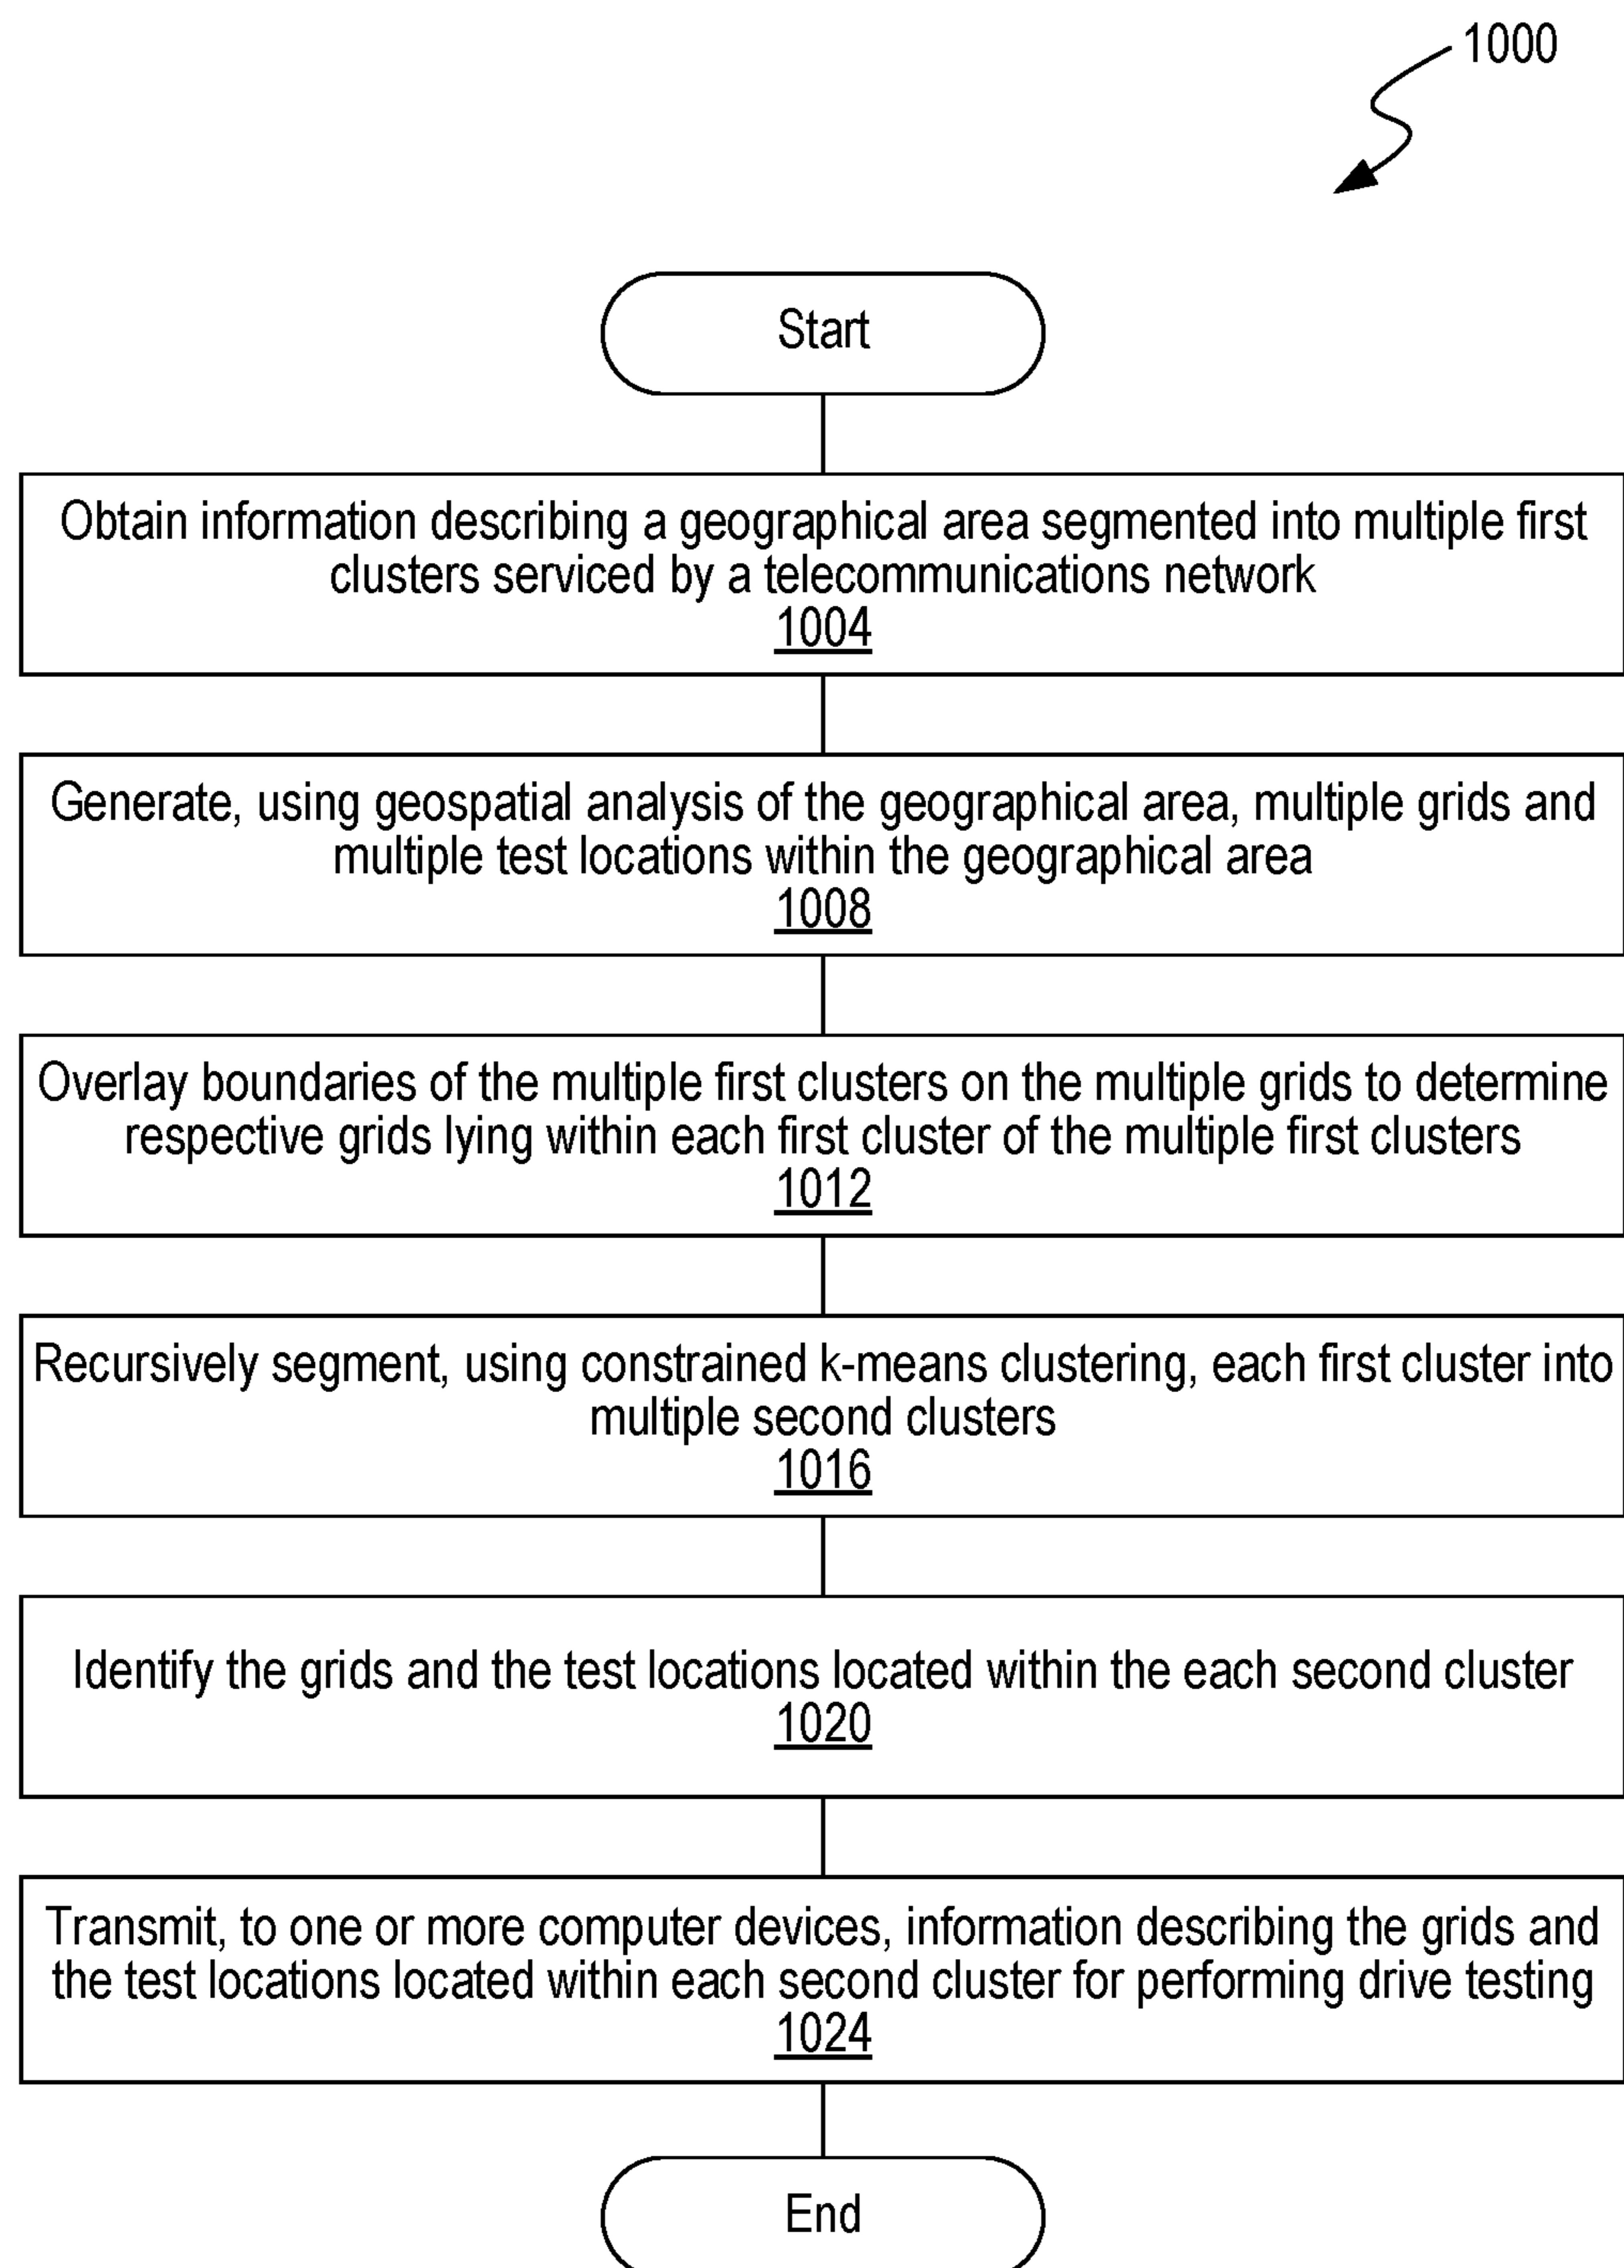 1000
Start
Obtain information describing a geographical area segmented into multiple first
clusters serviced by a telecommunications network
1004
Generate, using geospatial analysis of the geographical area, multiple grids and
multiple test locations within the geographical area
1008
Overlay boundaries of the multiple first clusters on the multiple grids to determine
respective grids lying within each first cluster of the multiple first clusters
1012
Recursively segment, using constrained k-means clustering, each first cluster into
multiple second clusters
1016
Identify the grids and the test locations located within the each second cluster
1020
Transmit, to one or more computer devices, information describing the grids and
the test locations located within each second cluster for performing drive testing
1024
End